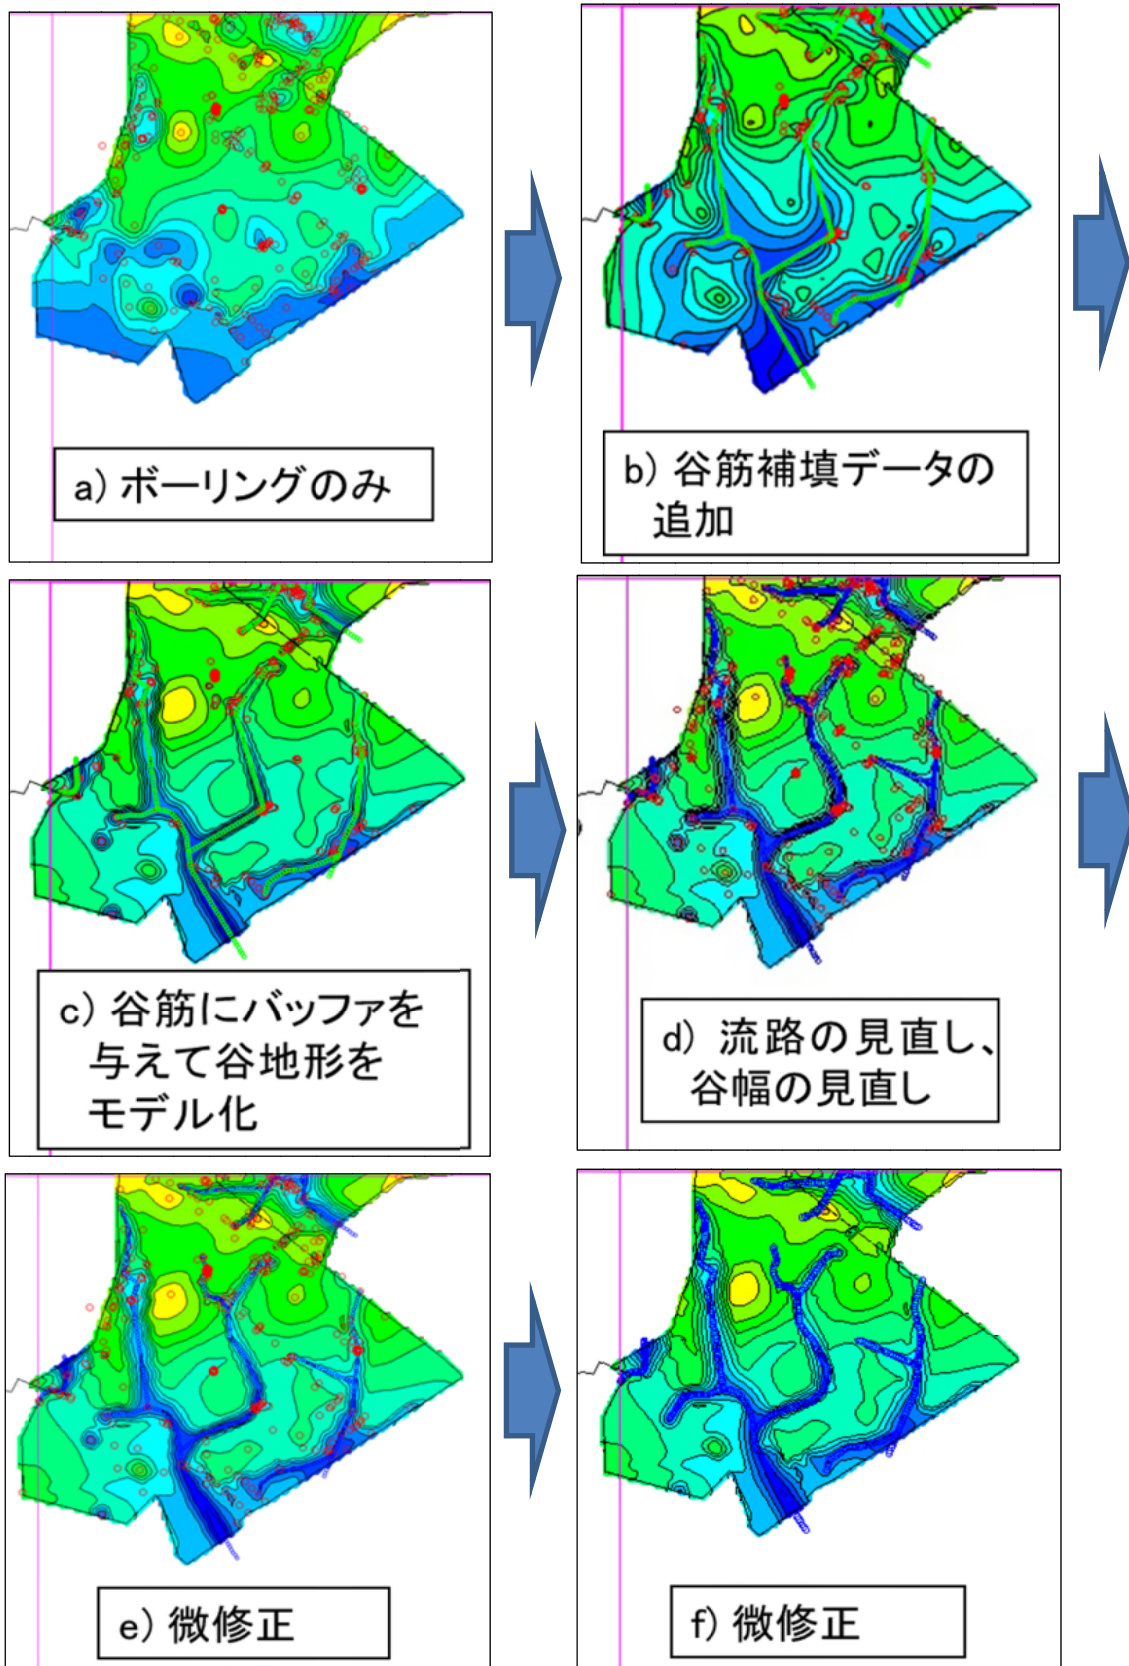 a) ボーリングのみ
b) 谷筋補填データの
追加
c) 谷筋にバッファを
与えて谷地形を
モデル化
d) 流路の見直し、
谷幅の見直し
e) 微修正
f) 微修正